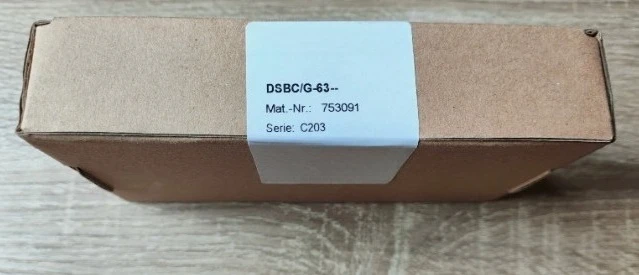 DSBC/G-63--
Mat.-Nr.: 753091
Serie: C203